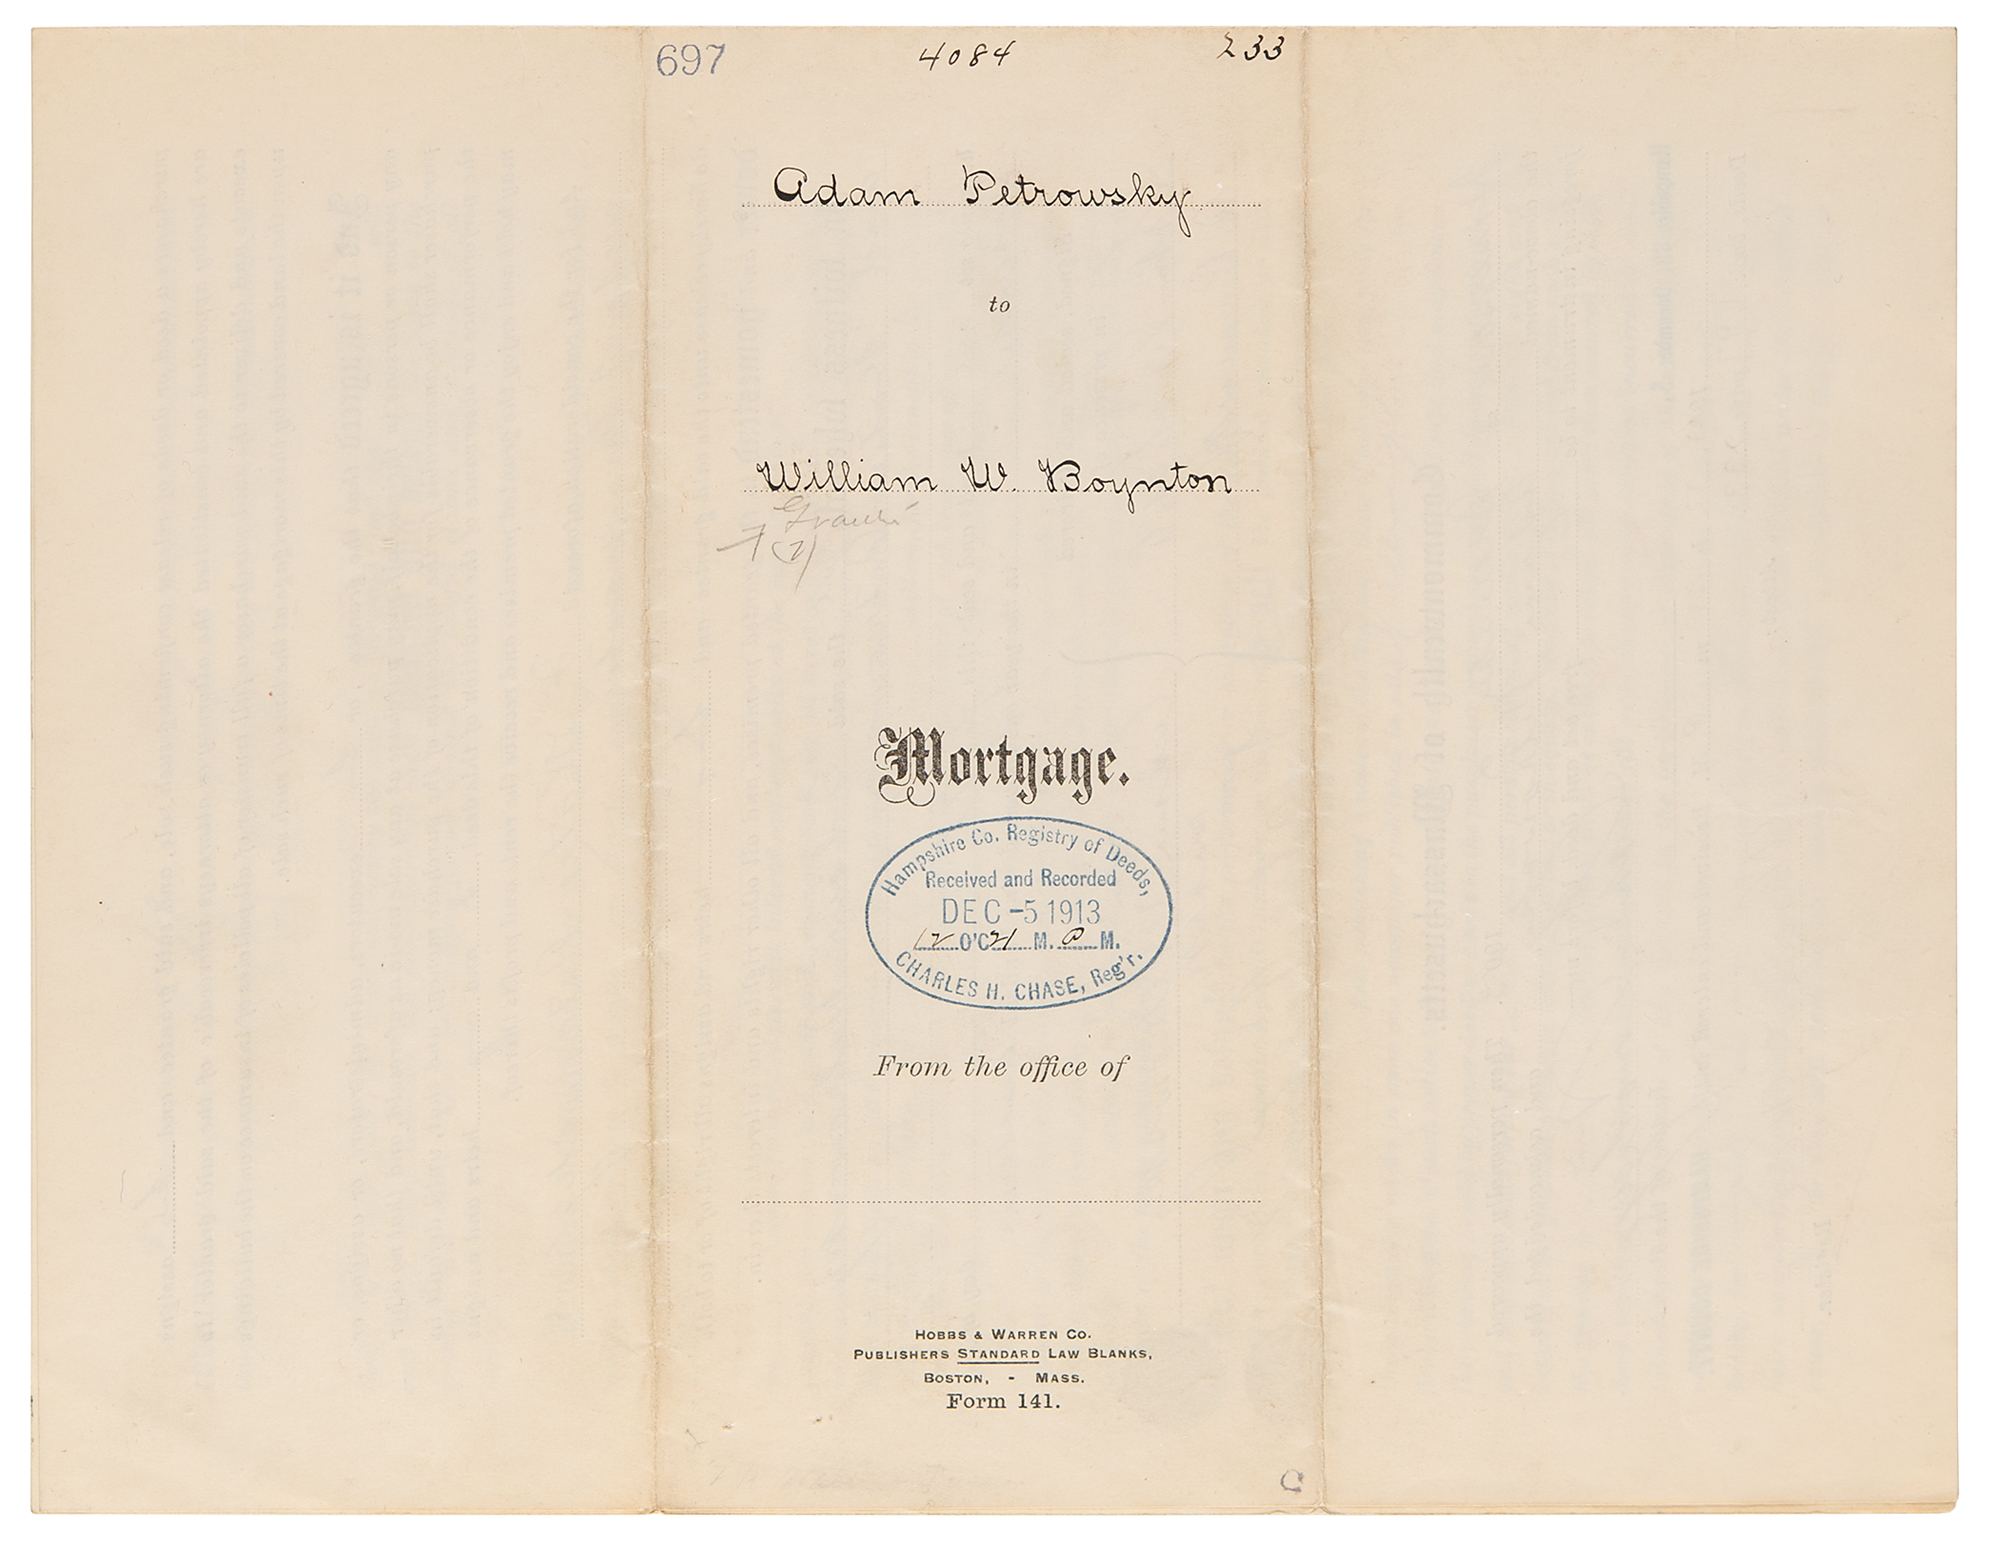 697 4084 233
Adam Petrowsky
to
William W. Boynton
Mortgage.
Hampshire Co. Registry of Deeds,
Received and Recorded
DEC -5 1913
12 O'C 21 M. P M.
CHARLES H. CHASE, Reg'r.
From the office of
HOBBS & WARREN CO.
PUBLISHERS STANDARD LAW BLANKS,
BOSTON, - MASS.
Form 141.
C